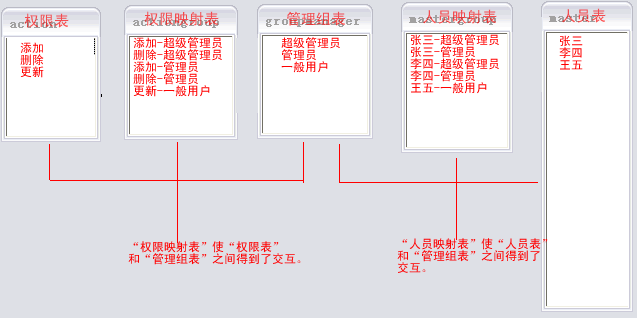 权限表
action
添加
删除
更新
权限映射表
actiongroup
添加-超级管理员
删除-超级管理员
添加-管理员
删除-管理员
更新-一般用户
管理组表
groupmanager
超级管理员
管理员
一般用户
人员映射表
mastergroup
张三-超级管理员
张三-管理员
李四-超级管理员
李四-管理员
王五-一般用户
人员表
master
张三
李四
王五
“权限映射表”使“权限表”
和“管理组表”之间得到了交互。
“人员映射表”使“人员表”
和“管理组表”之间得到了
交互。